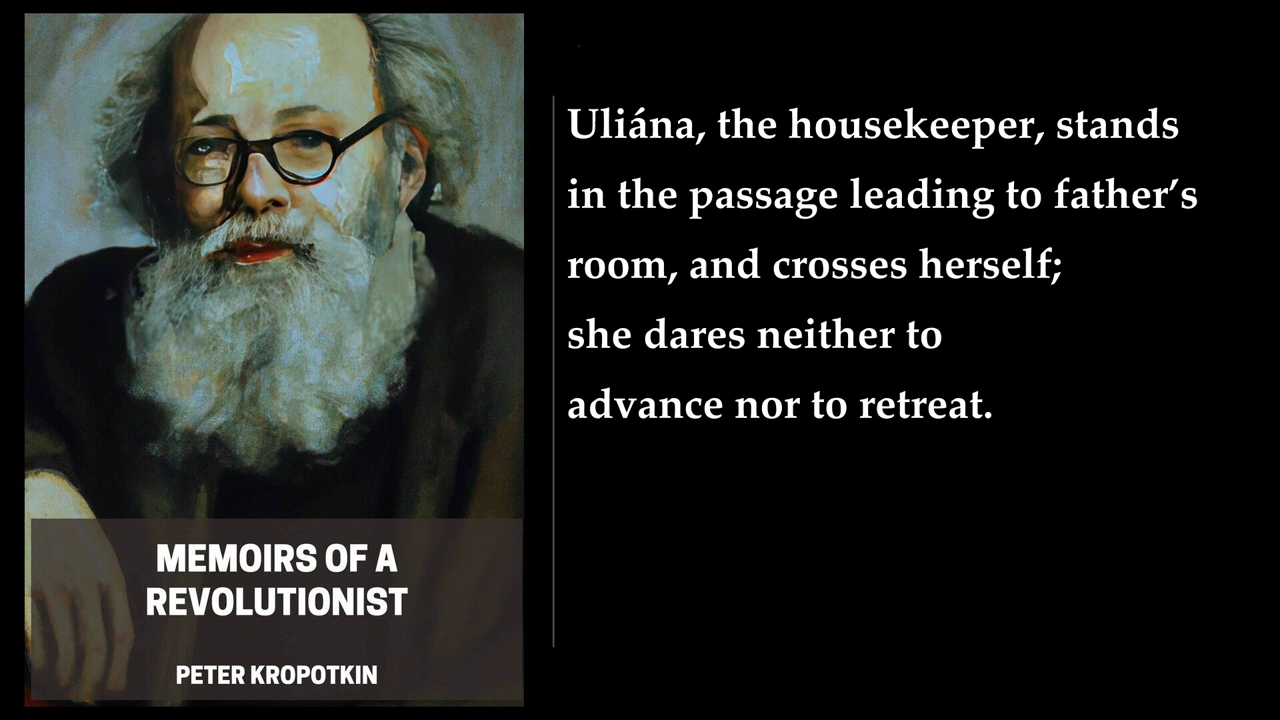 Uliána, the housekeeper, stands
in the passage leading to father’s
room, and crosses herself;
she dares neither to
advance nor to retreat.
MEMOIRS OF A
REVOLUTIONIST
PETER KROPOTKIN